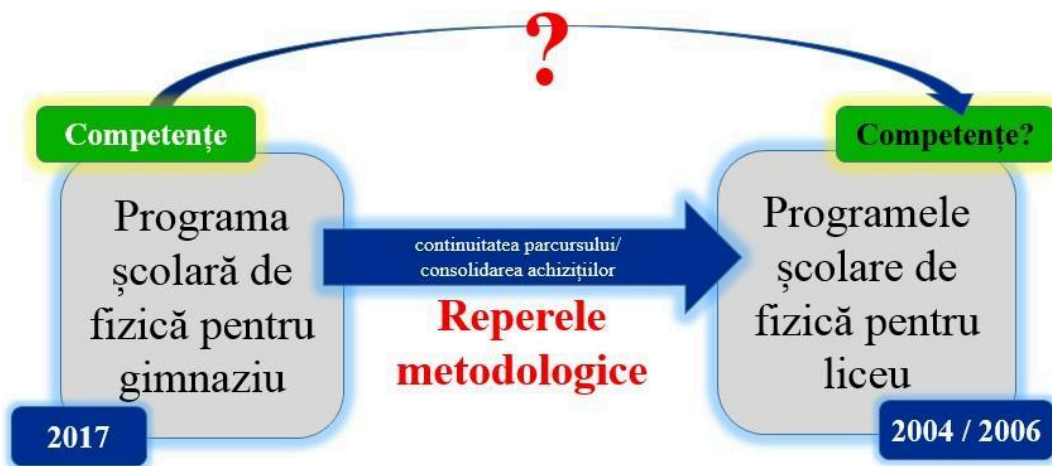 ?
Competențe
Competențe?
Programa
școlară de
fizică pentru
gimnaziu
2017
continuitatea parcursului/
consolidarea achizițiilor
Reperele
metodologice
Programele
școlare de
fizică pentru
liceu
2004 / 2006